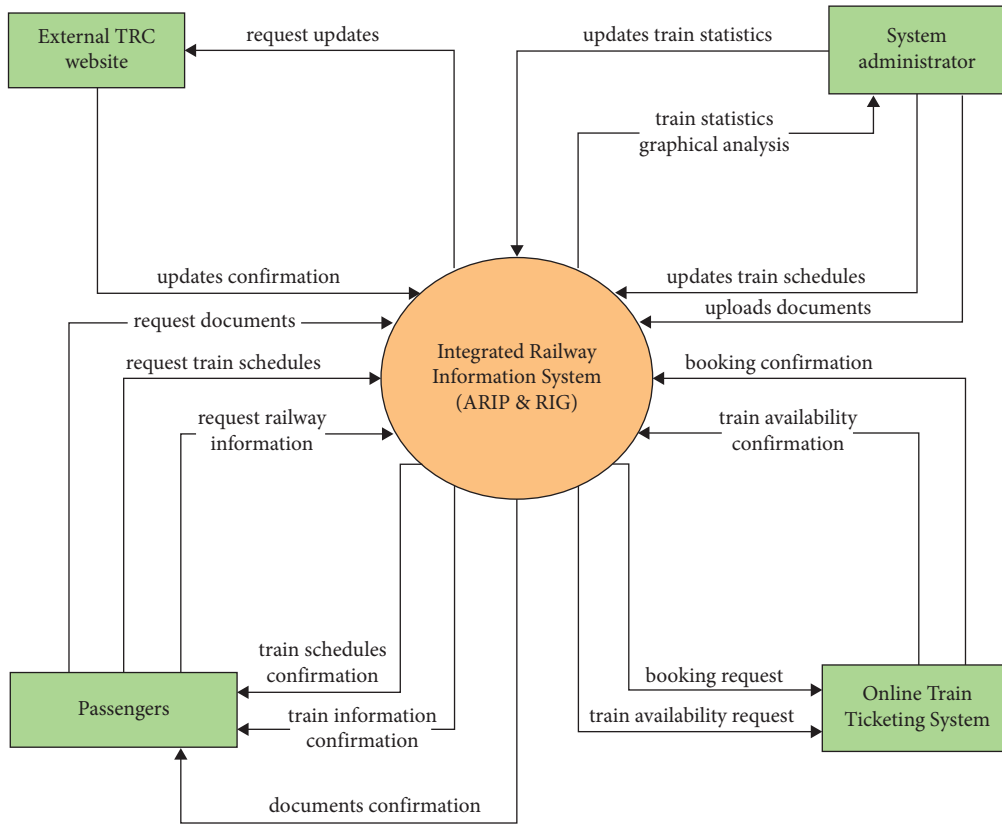 External TRC
website
request updates
updates train statistics
System
administrator
train statistics
graphical analysis
updates confirmation
updates train schedules
request documents
uploads documents
Integrated Railway
Information System
(ARIP & RIG)
request train schedules
booking confirmation
request railway
information
train availability
confirmation
train schedules
confirmation
booking request
Passengers
Online Train
Ticketing System
train information
confirmation
train availability request
documents confirmation